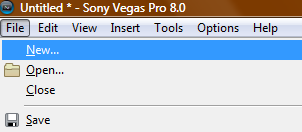 Untitled * - Sony Vegas Pro 8.0
File Edit View Insert Tools Options Help
New...
Open...
Close
Save